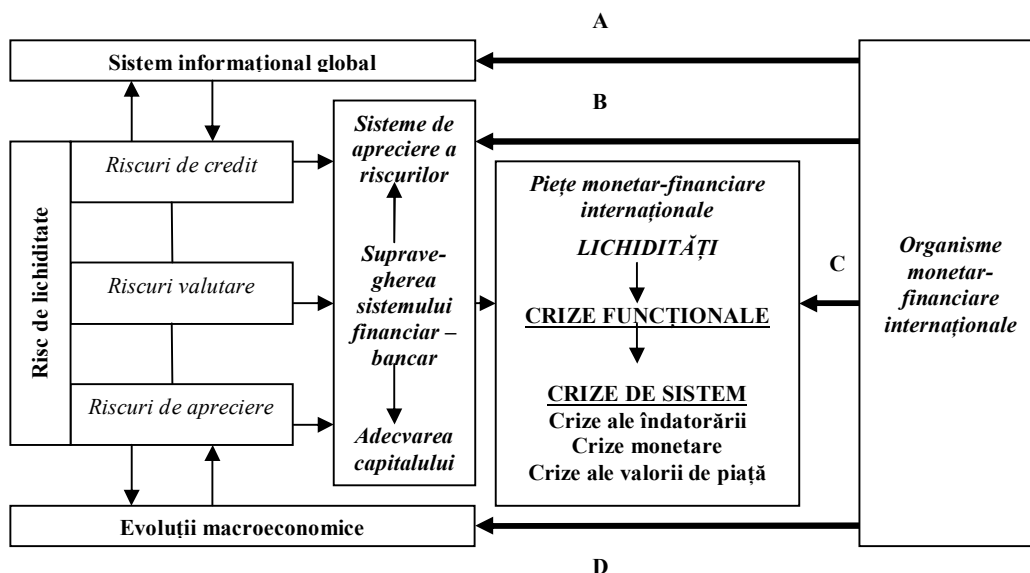 A
Sistem informațional global
B
Risc de lichiditate
Riscuri de credit
Riscuri valutare
Riscuri de apreciere
Sisteme de
apreciere a
riscurilor
Suprave-
gherea
sistemului
financiar –
bancar
Adecvarea
capitalului
Piețe monetar-financiare
internaționale
LICHIDITĂȚI
CRIZE FUNCȚIONALE
CRIZE DE SISTEM
Crize ale îndatorării
Crize monetare
Crize ale valorii de piață
C
Organisme
monetar-
financiare
internaționale
Evoluții macroeconomice
D